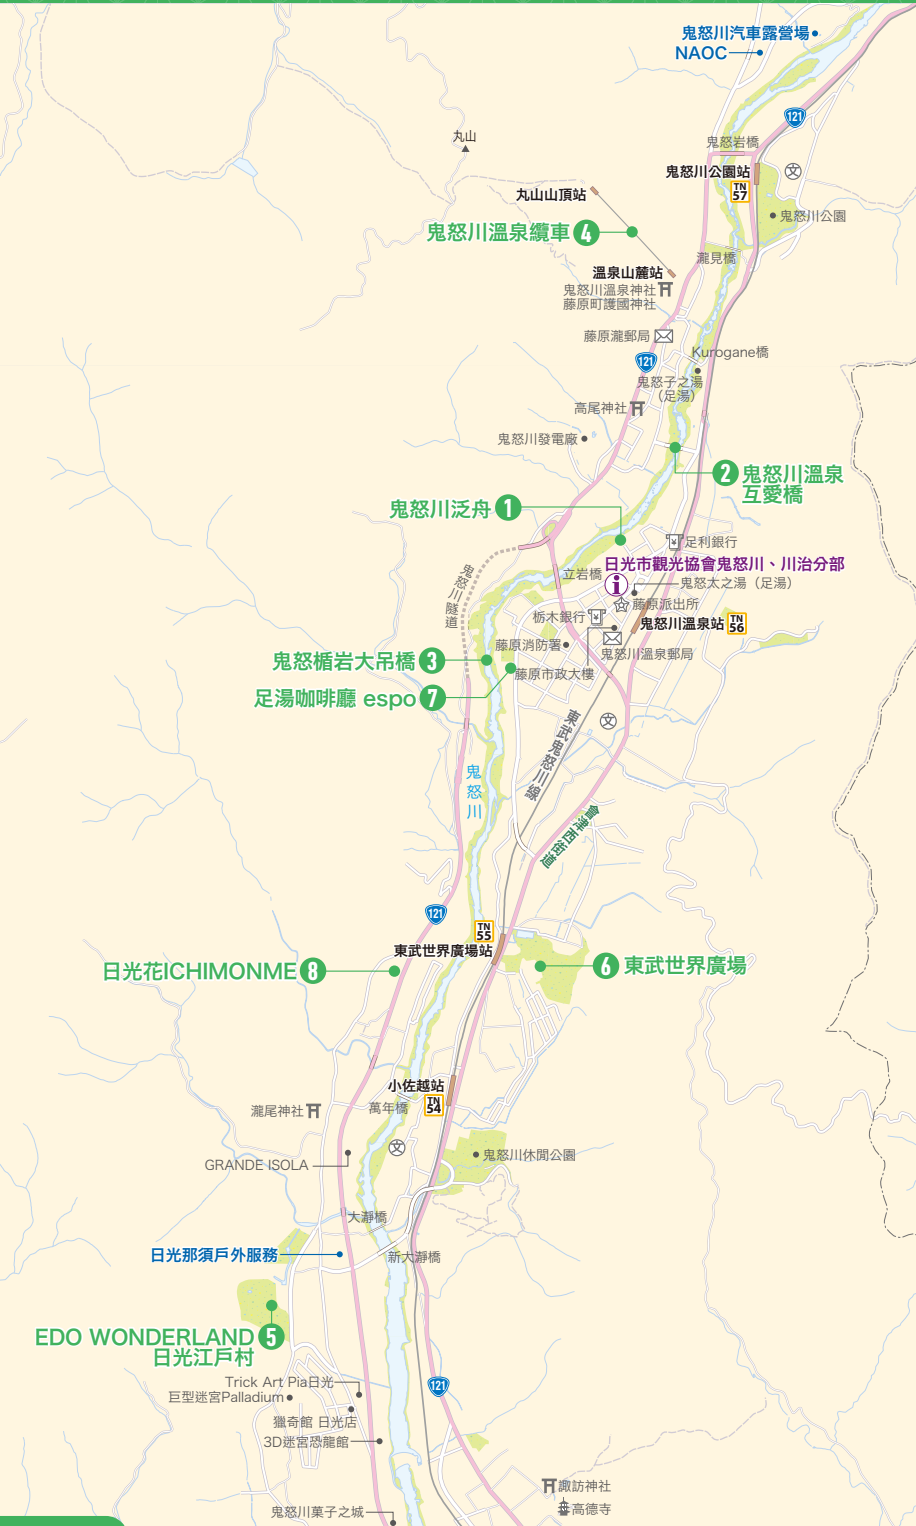 鬼怒川汽車露營場
NAOC
121
丸山
鬼怒岩橋
鬼怒川公園站
TN
57
丸山山頂站
鬼怒川公園
鬼怒川溫泉纜車 4
瀧見橋
溫泉山麓站
鬼怒川溫泉神社
藤原町護國神社
藤原瀧郵局
Kurogane橋
121
鬼怒子之湯
（足湯）
高尾神社
鬼怒川發電廠
2 鬼怒川溫泉
互愛橋
鬼怒川泛舟 1
足利銀行
日光市觀光協會鬼怒川、川治分部
立岩橋
鬼怒太之湯（足湯）
鬼怒川隧道
藤原派出所
栃木銀行
鬼怒川溫泉站
TN
56
藤原消防署
鬼怒川溫泉郵局
鬼怒楯岩大吊橋 3
藤原市政大樓
足湯咖啡廳 espo 7
文
東武鬼怒川線
鬼怒川
會津西街道
121
TN
55
東武世界廣場站
日光花ICHIMONME 8
6 東武世界廣場
小佐越站
TN
54
萬年橋
瀧尾神社
文
鬼怒川休閒公園
GRANDE ISOLA
大瀞橋
日光那須戶外服務
新大瀞橋
EDO WONDERLAND 5
日光江戶村
Trick Art Pia日光
121
巨型迷宮Palladium
獵奇館 日光店
3D迷宮恐龍館
諏訪神社
高德寺
鬼怒川菓子之城